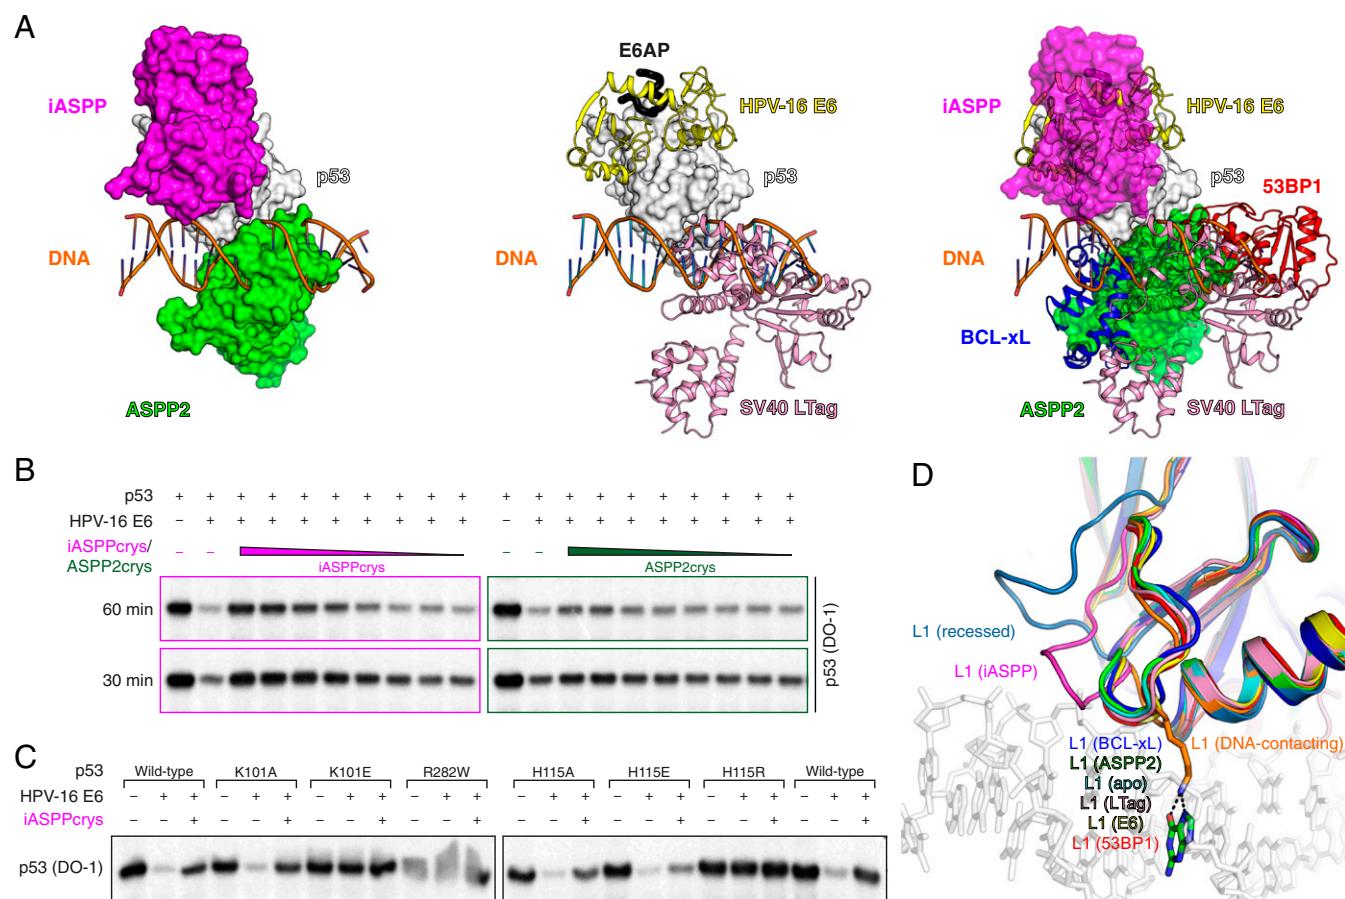 A
iASPP
p53
DNA
ASPP2
E6AP
HPV-16 E6
p53
DNA
SV40 LTag
iASPP
HPV-16 E6
p53
53BP1
DNA
BCL-xL
ASPP2
SV40 LTag
B
p53 + + + + + + + + + + + + + + + + + + + +
HPV-16 E6 − + + + + + + + + + − + + + + + + + + +
iASPPcrys/
ASPP2crys
− − − −
iASPPcrys
ASPP2crys
60 min
30 min
p53 (DO-1)
C
p53 Wild-type K101A K101E R282W H115A H115E H115R Wild-type
HPV-16 E6 − + + − + + − + + − + + − + + − + + − + + − + +
iASPPcrys − − + − − + − − + − − + − − + − − + − − + − − +
p53 (DO-1)
D
L1 (recessed)
L1 (iASPP)
L1 (BCL-xL)
L1 (DNA-contacting)
L1 (ASPP2)
L1 (apo)
L1 (LTag)
L1 (E6)
L1 (53BP1)